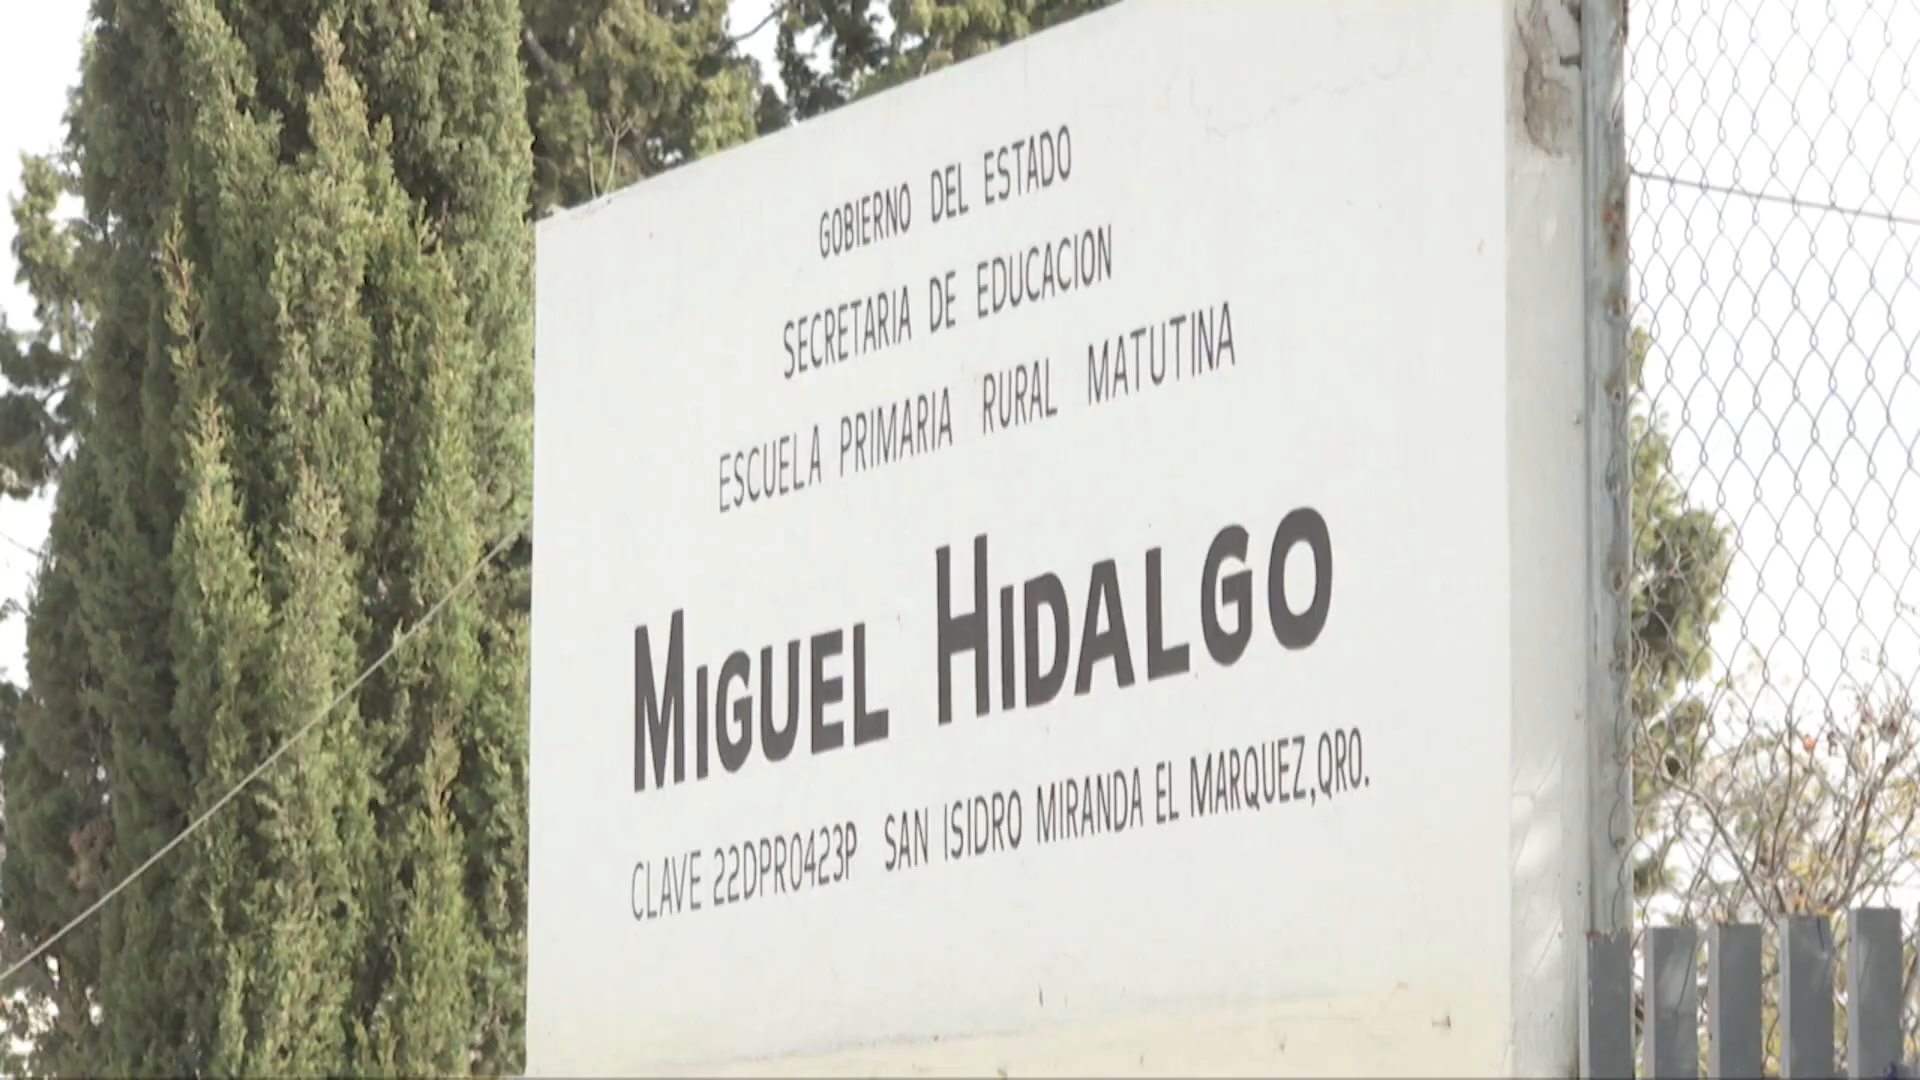 GOBIERNO DEL ESTADO
SECRETARIA DE EDUCACION
ESCUELA PRIMARIA RURAL MATUTINA
MIGUEL HIDALGO
CLAVE 22DPR0423P SAN ISIDRO MIRANDA EL MARQUEZ,QRO.